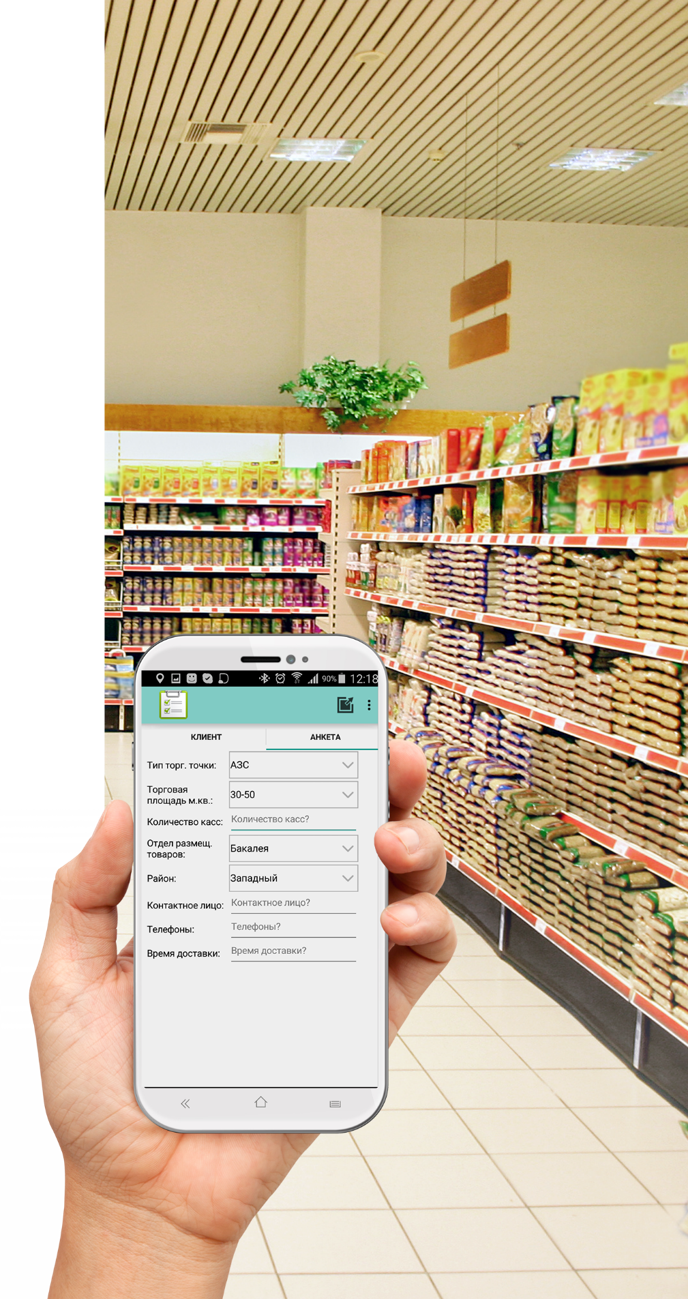 90% 12:18
КЛИЕНТ АНКЕТА
Тип торг. точки: АЗС
Торговая
площадь м.кв.: 30-50
Количество касс: Количество касс?
Отдел размещ.
товаров: Бакалея
Район: Западный
Контактное лицо: Контактное лицо?
Телефоны: Телефоны?
Время доставки: Время доставки?